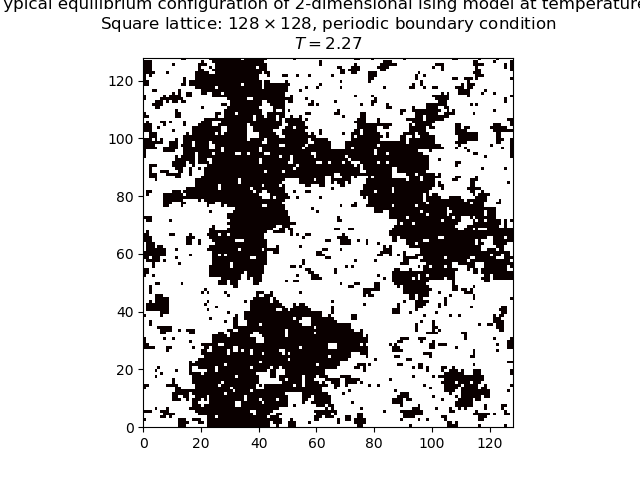 ypical equilibrium configuration of 2-dimensional Ising model at temperature
Square lattice: 128 × 128, periodic boundary condition
T = 2.27
120
100
80
60
40
20
0
0 20 40 60 80 100 120